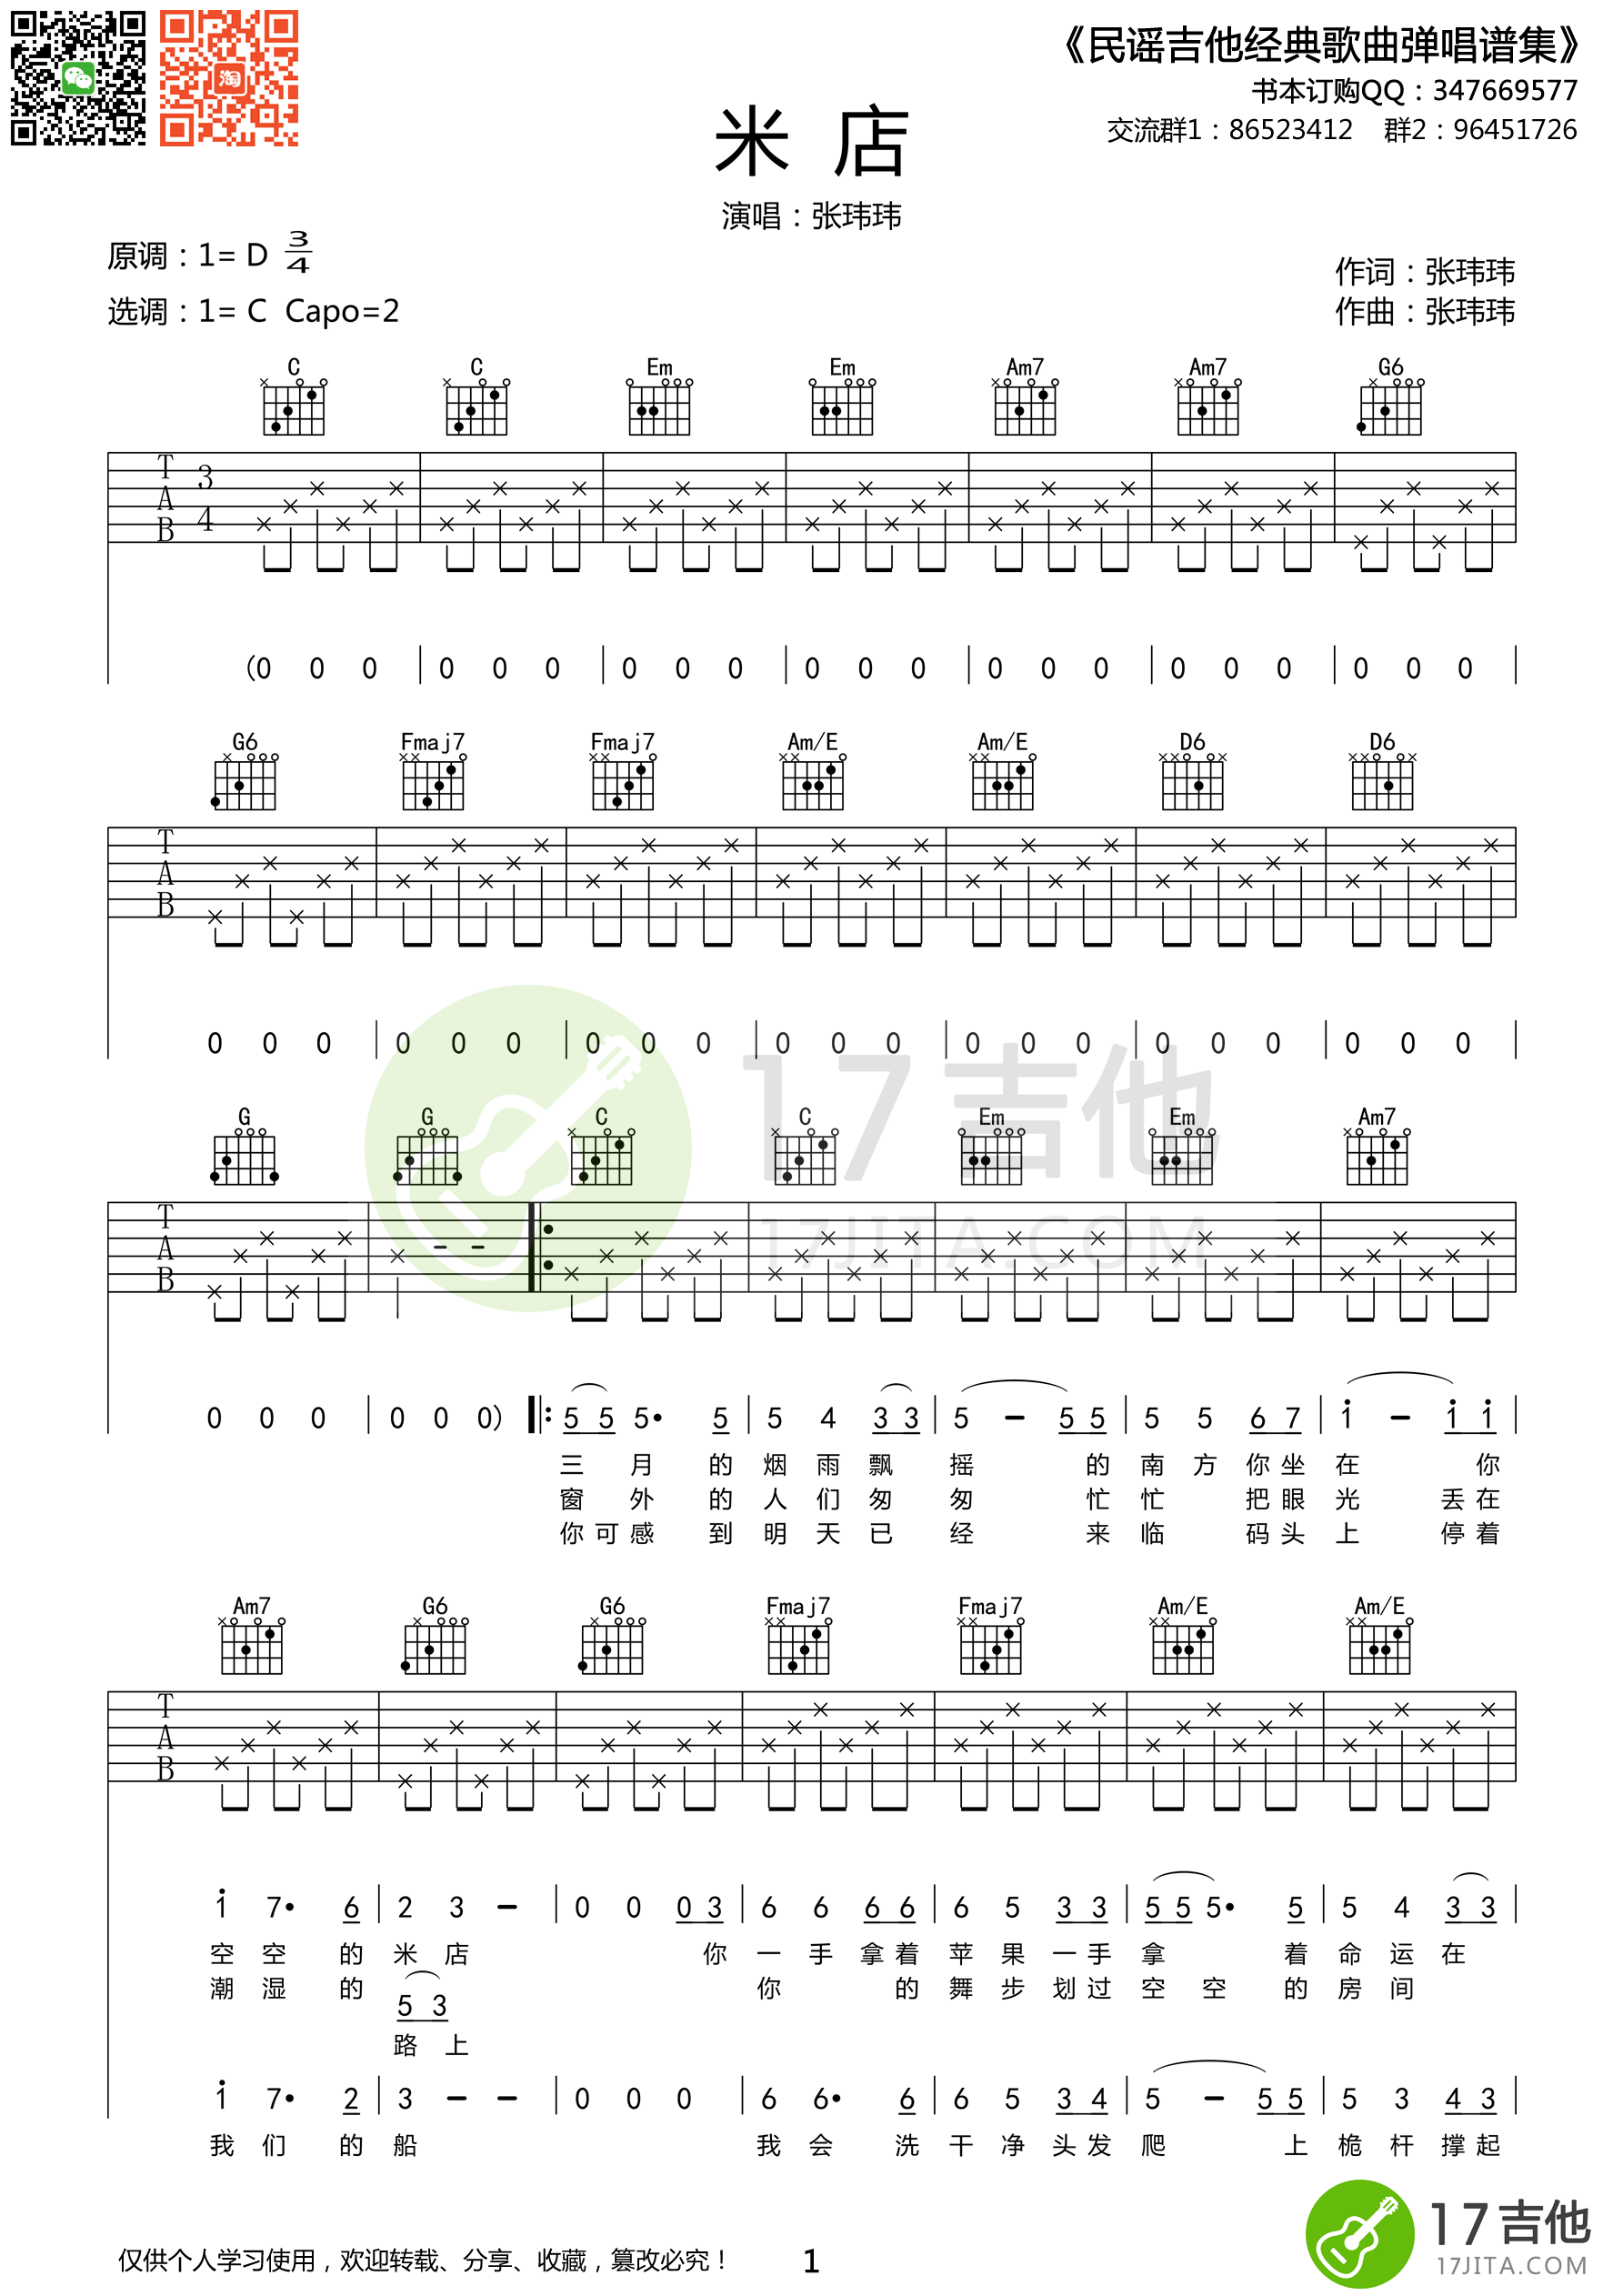 《民谣吉他经典歌曲弹唱谱集》
书本订购QQ：347669577
交流群1：86523412 群2：96451726
淘
米 店
演唱：张玮玮
原调：1= D 3/4
选调：1= C Capo=2
作词：张玮玮
作曲：张玮玮
C C Em Em Am7 Am7 G6
T A B 3 4
(0 0 0 | 0 0 0 | 0 0 0 | 0 0 0 | 0 0 0 | 0 0 0 | 0 0 0 |
G6 Fmaj7 Fmaj7 Am/E Am/E D6 D6
T A B
0 0 0 | 0 0 0 | 0 0 0 | 0 0 0 | 0 0 0 | 0 0 0 | 0 0 0 |
17 吉他
17JITA.COM
G G C C Em Em Am7
T A B
0 0 0 | 0 0 0) |: 5 5 5• 5 | 5 4 3 3 | 5 – 5 5 | 5 5 6 7 | i – i i |
三 月 的 烟 雨 飘 摇 的 南 方 你 坐 在 你
窗 外 的 人 们 匆 匆 忙 忙 把 眼 光 丢 在
你 可 感 到 明 天 已 经 来 临 码 头 上 停 着
Am7 G6 G6 Fmaj7 Fmaj7 Am/E Am/E
T A B
i 7• 6 | 2 3 – | 0 0 0 3 | 6 6 6 6 | 6 5 3 3 | 5 5 5• 5 | 5 4 3 3 |
空 空 的 米 店 你 一 手 拿 着 苹 果 一 手 拿 着 命 运 在
潮 湿 的 你 的 舞 步 划 过 空 空 的 房 间
5 3
路 上
i 7• 2 | 3 – – | 0 0 0 | 6 6• 6 | 6 5 3 4 | 5 – 5 5 | 5 3 4 3 |
我 们 的 船 我 会 洗 干 净 头 发 爬 上 桅 杆 撑 起
仅供个人学习使用，欢迎转载、分享、收藏，篡改必究！
1
17 吉他
17JITA.COM